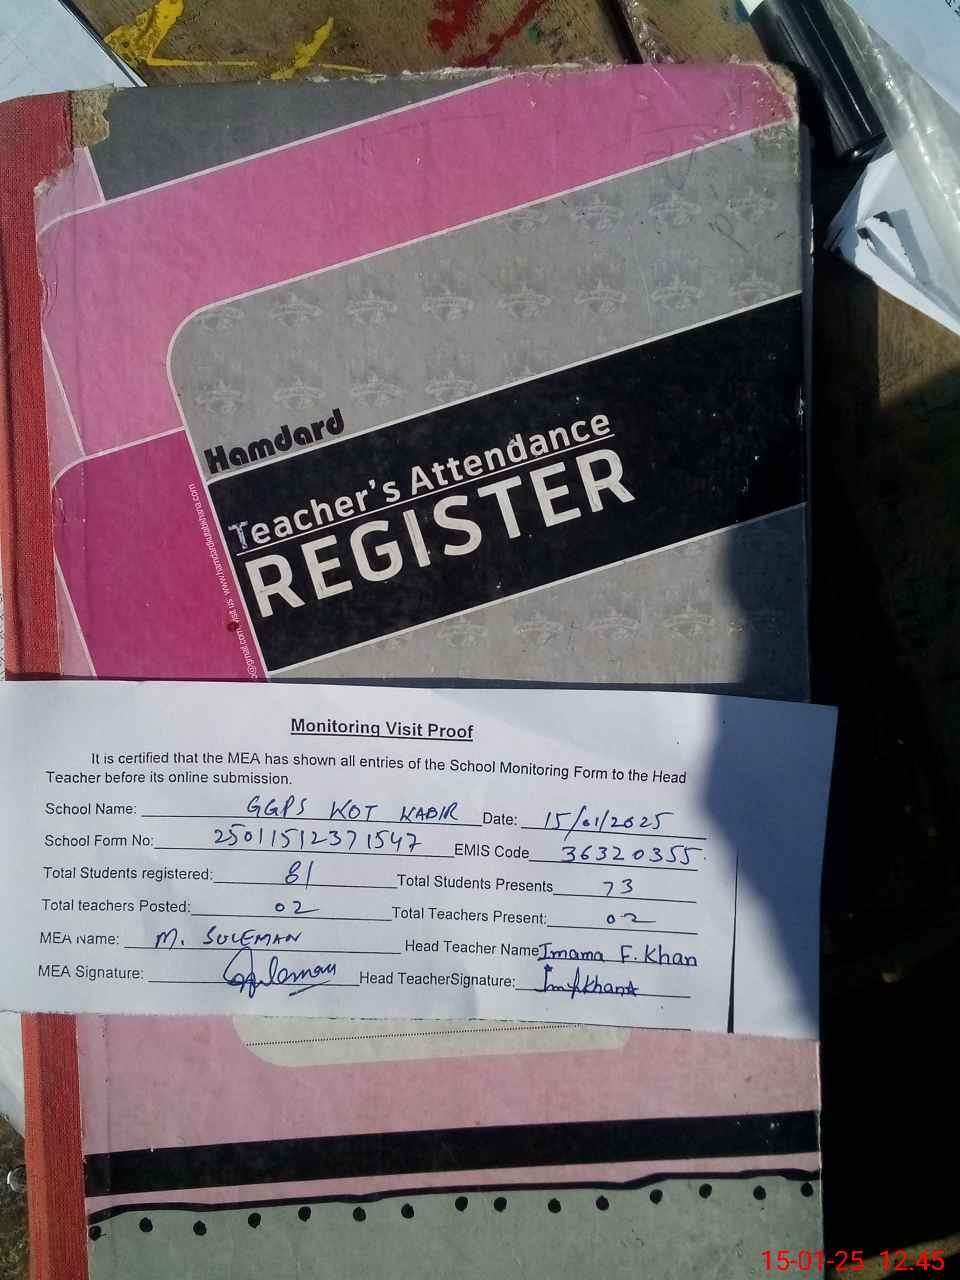 Hamdard
Teacher's Attendance
REGISTER
Monitoring Visit Proof
It is certified that the MEA has shown all entries of the School Monitoring Form to the Head
Teacher before its online submission.
School Name: GGPS KOT KABIR Date: 15/01/2025
School Form No: 25011512371547 EMIS Code 36320355.
Total Students registered: 81 Total Students Presents 73
Total teachers Posted: 02 Total Teachers Present: 02
MEA Name: M. SULEMAN Head Teacher Name Imama F. Khan
MEA Signature: Head TeacherSignature:
15-01-25 12:45